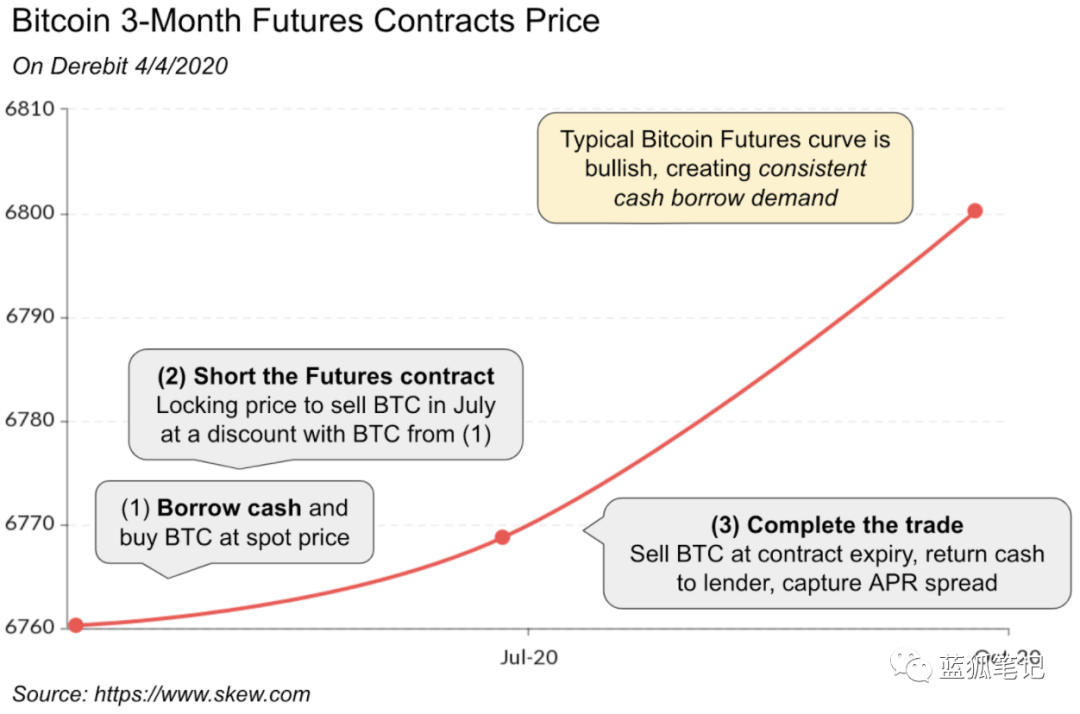 Bitcoin 3-Month Futures Contracts Price
On Derebit 4/4/2020
6810
6800
6790
6780
6770
6760
Typical Bitcoin Futures curve is
bullish, creating consistent
cash borrow demand
(2) Short the Futures contract
Locking price to sell BTC in July
at a discount with BTC from (1)
(1) Borrow cash and
buy BTC at spot price
(3) Complete the trade
Sell BTC at contract expiry, return cash
to lender, capture APR spread
Jul-20
Oct-20
蓝狐笔记
Source: https://www.skew.com